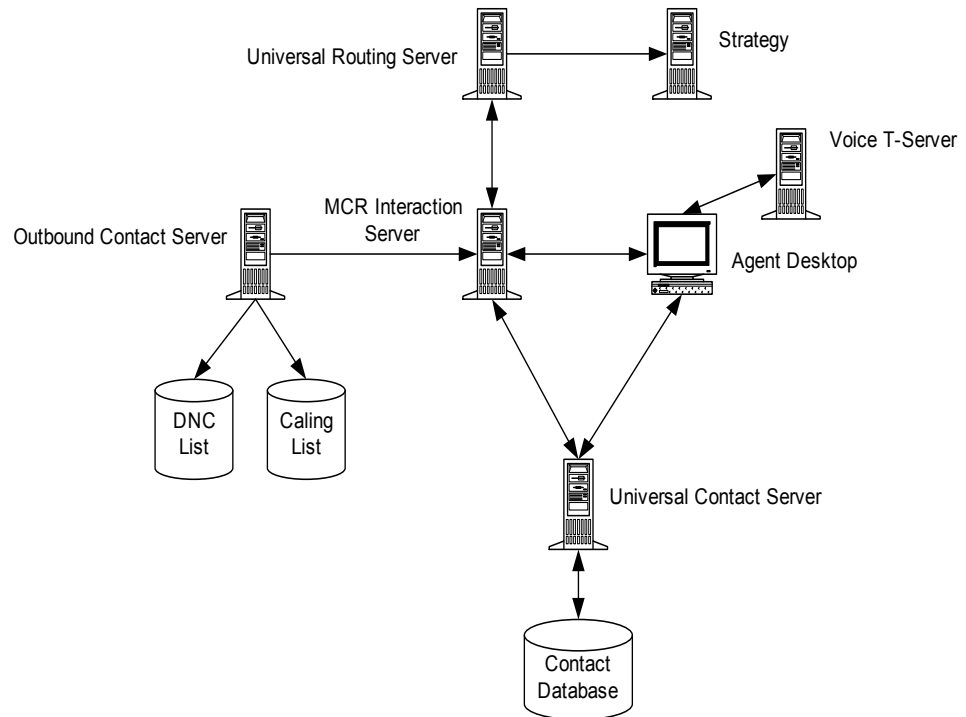 Universal Routing Server
Strategy
Voice T-Server
MCR Interaction
Server
Outbound Contact Server
Agent Desktop
DNC
List
Caling
List
Universal Contact Server
Contact
Database